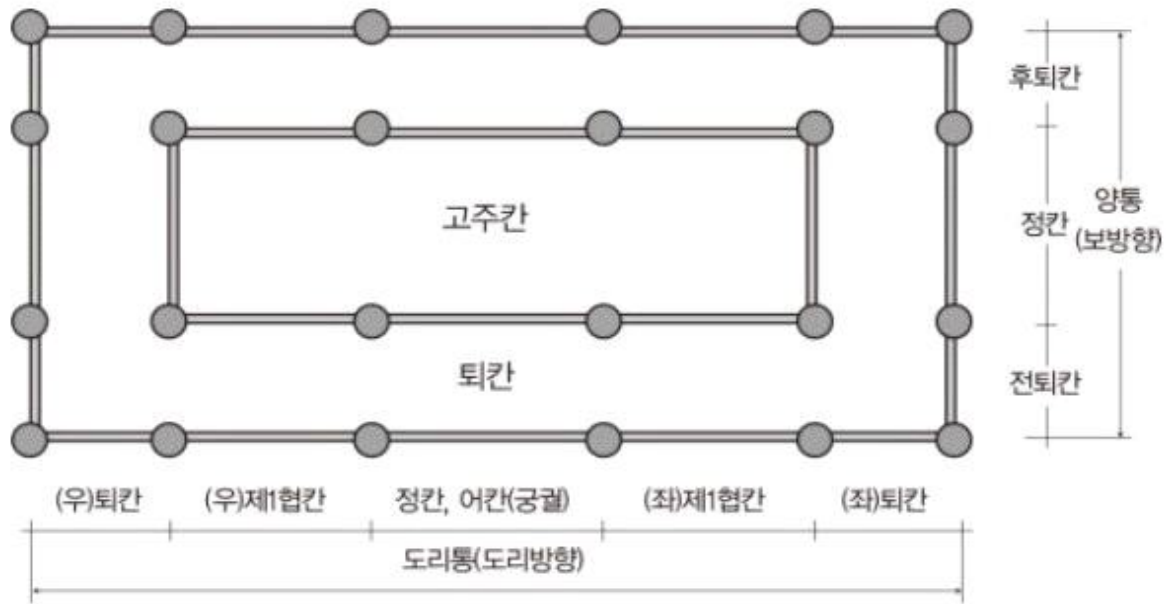 후퇴칸
고주칸
정칸
양통
(보방향)
퇴칸
전퇴칸
(우)퇴칸
(우)제1협칸
정칸, 어칸(궁궐)
(좌)제1협칸
(좌)퇴칸
도리통(도리방향)